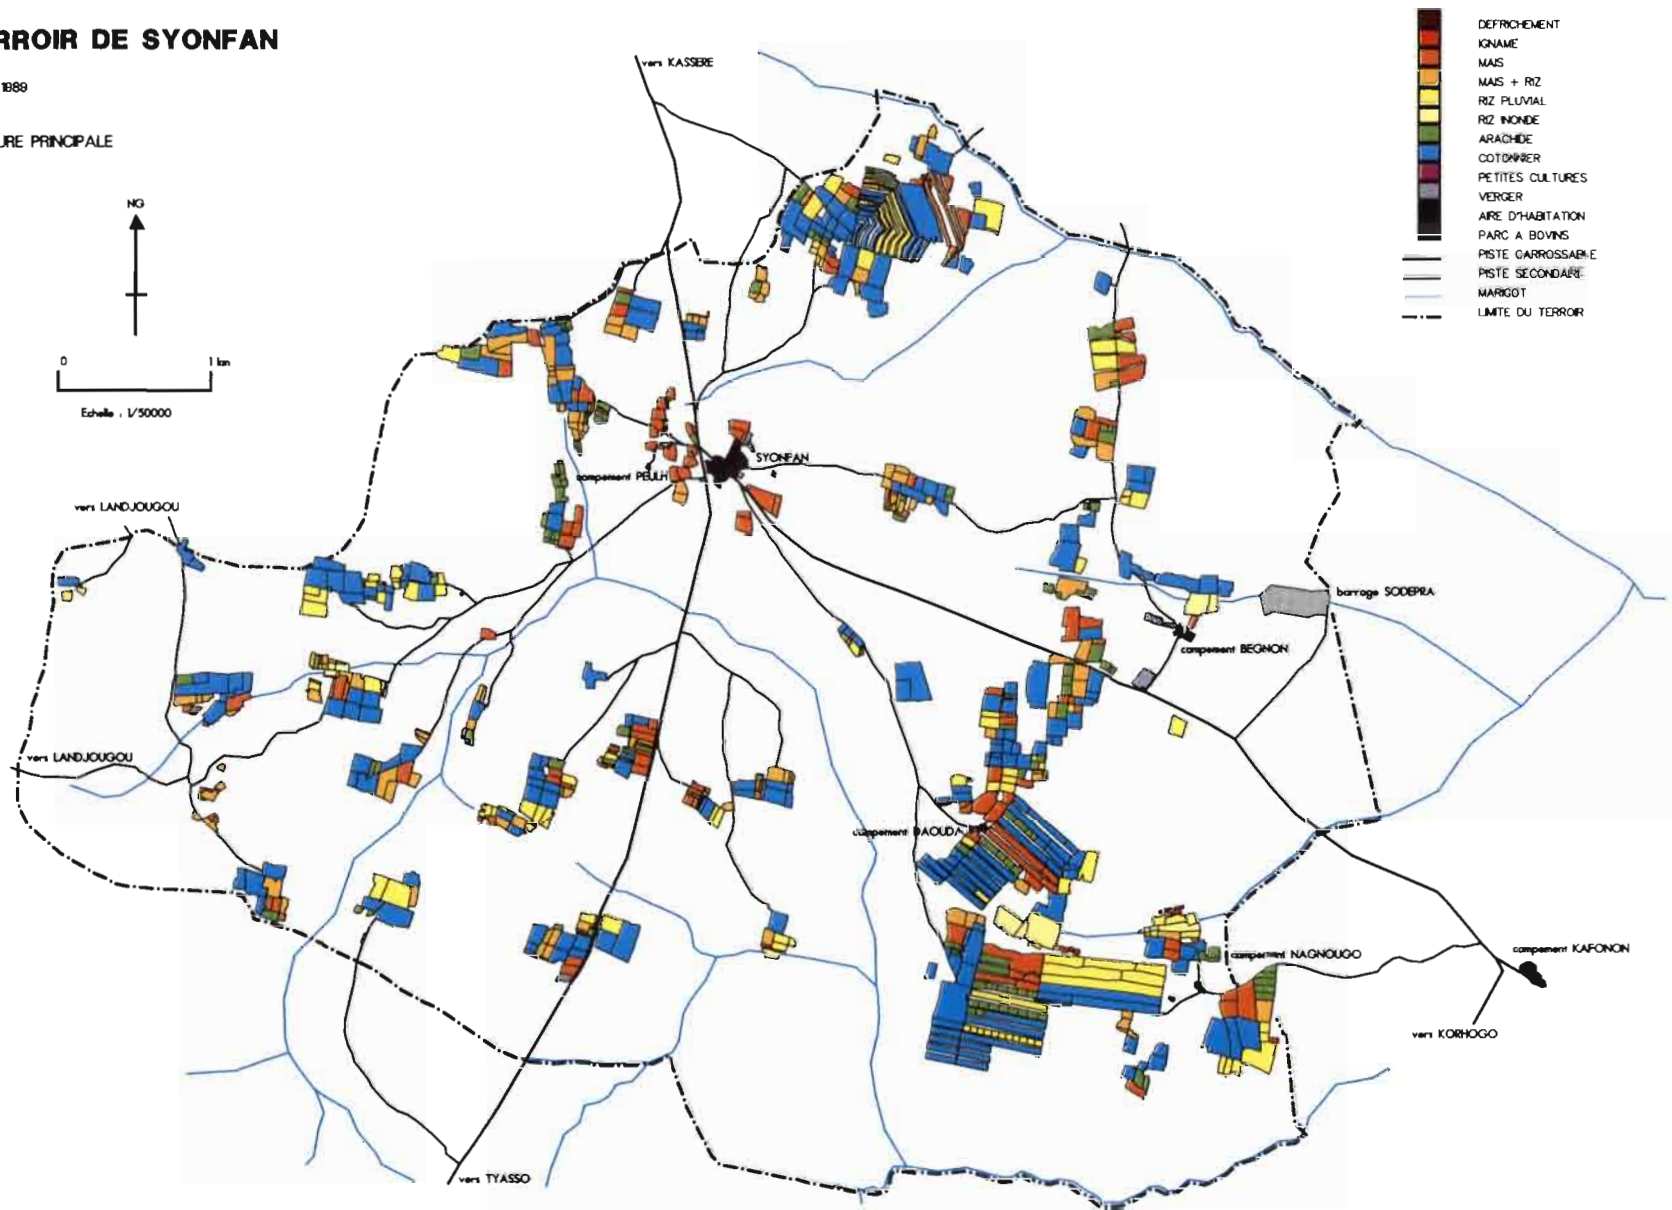 RROIR DE SYONFAN
1989
URE PRINCIPALE
NG
0 1 km
Echelle : 1/50000
DEFRICHEMENT
IGNAME
MAIS
MAIS + RIZ
RIZ PLUVIAL
RIZ INONDE
ARACHIDE
COTONNIER
PETITES CULTURES
VERGER
AIRE D'HABITATION
PARC A BOVINS
PISTE CARROSSABLE
PISTE SECONDAIRE
MARIGOT
LIMITE DU TERROIR
vers KASSERE
SYONFAN
campement PEULH
vers LANDJOUGOU
barrage SODEPRA
campement BEGNON
vers LANDJOUGOU
campement DAOUDA
campement NAGNOUGO
campement KAFONON
vers KORHOGO
vers TYASSO